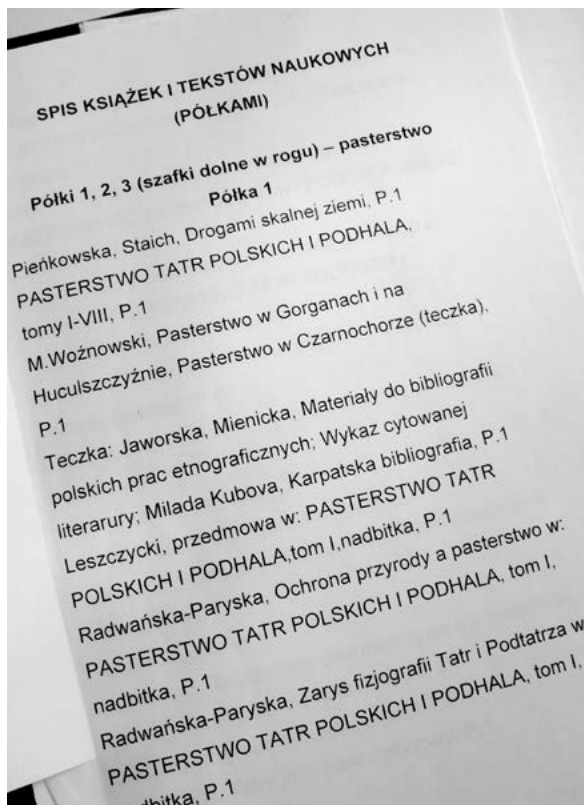 SPIS KSIĄŻEK I TEKSTÓW NAUKOWYCH
(PÓŁKAMI)
Półki 1, 2, 3 (szafki dolne w rogu) – pasterstwo
Półka 1
Pieńkowska, Staich, Drogami skalnej ziemi, P.1
PASTERSTWO TATR POLSKICH I PODHALA,
tomy I-VIII, P.1
M.Woźnowski, Pasterstwo w Gorganach i na
Huculszczyźnie, Pasterstwo w Czarnochorze (teczka),
P.1
Teczka: Jaworska, Mienicka, Materiały do bibliografii
polskich prac etnograficznych; Wykaz cytowanej
literarury; Milada Kubova, Karpatska bibliografia, P.1
Leszczycki, przedmowa w: PASTERSTWO TATR
POLSKICH I PODHALA,tom I,nadbitka, P.1
Radwańska-Paryska, Ochrona przyrody a pasterstwo w:
PASTERSTWO TATR POLSKICH I PODHALA, tom I,
nadbitka, P.1
Radwańska-Paryska, Zarys fizjografii Tatr i Podtatrza w
PASTERSTWO TATR POLSKICH I PODHALA, tom I,
nadbitka, P.1